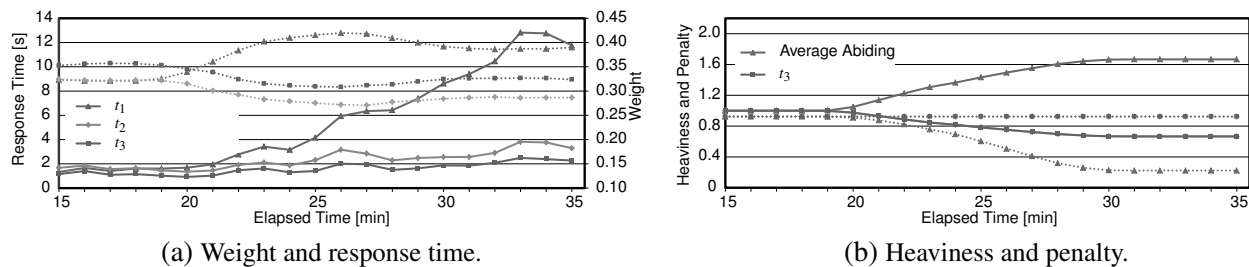 14
12
10
8
6
4
2
0
Response Time [s]
t1
t2
t3
0.45
0.40
0.35
0.30
0.25
0.20
0.15
0.10
Weight
15 20 25 30 35
Elapsed Time [min]
(a) Weight and response time.
2.0
1.6
1.2
0.8
0.4
0
Heaviness and Penalty
Average Abiding
t3
15 20 25 30 35
Elapsed Time [min]
(b) Heaviness and penalty.